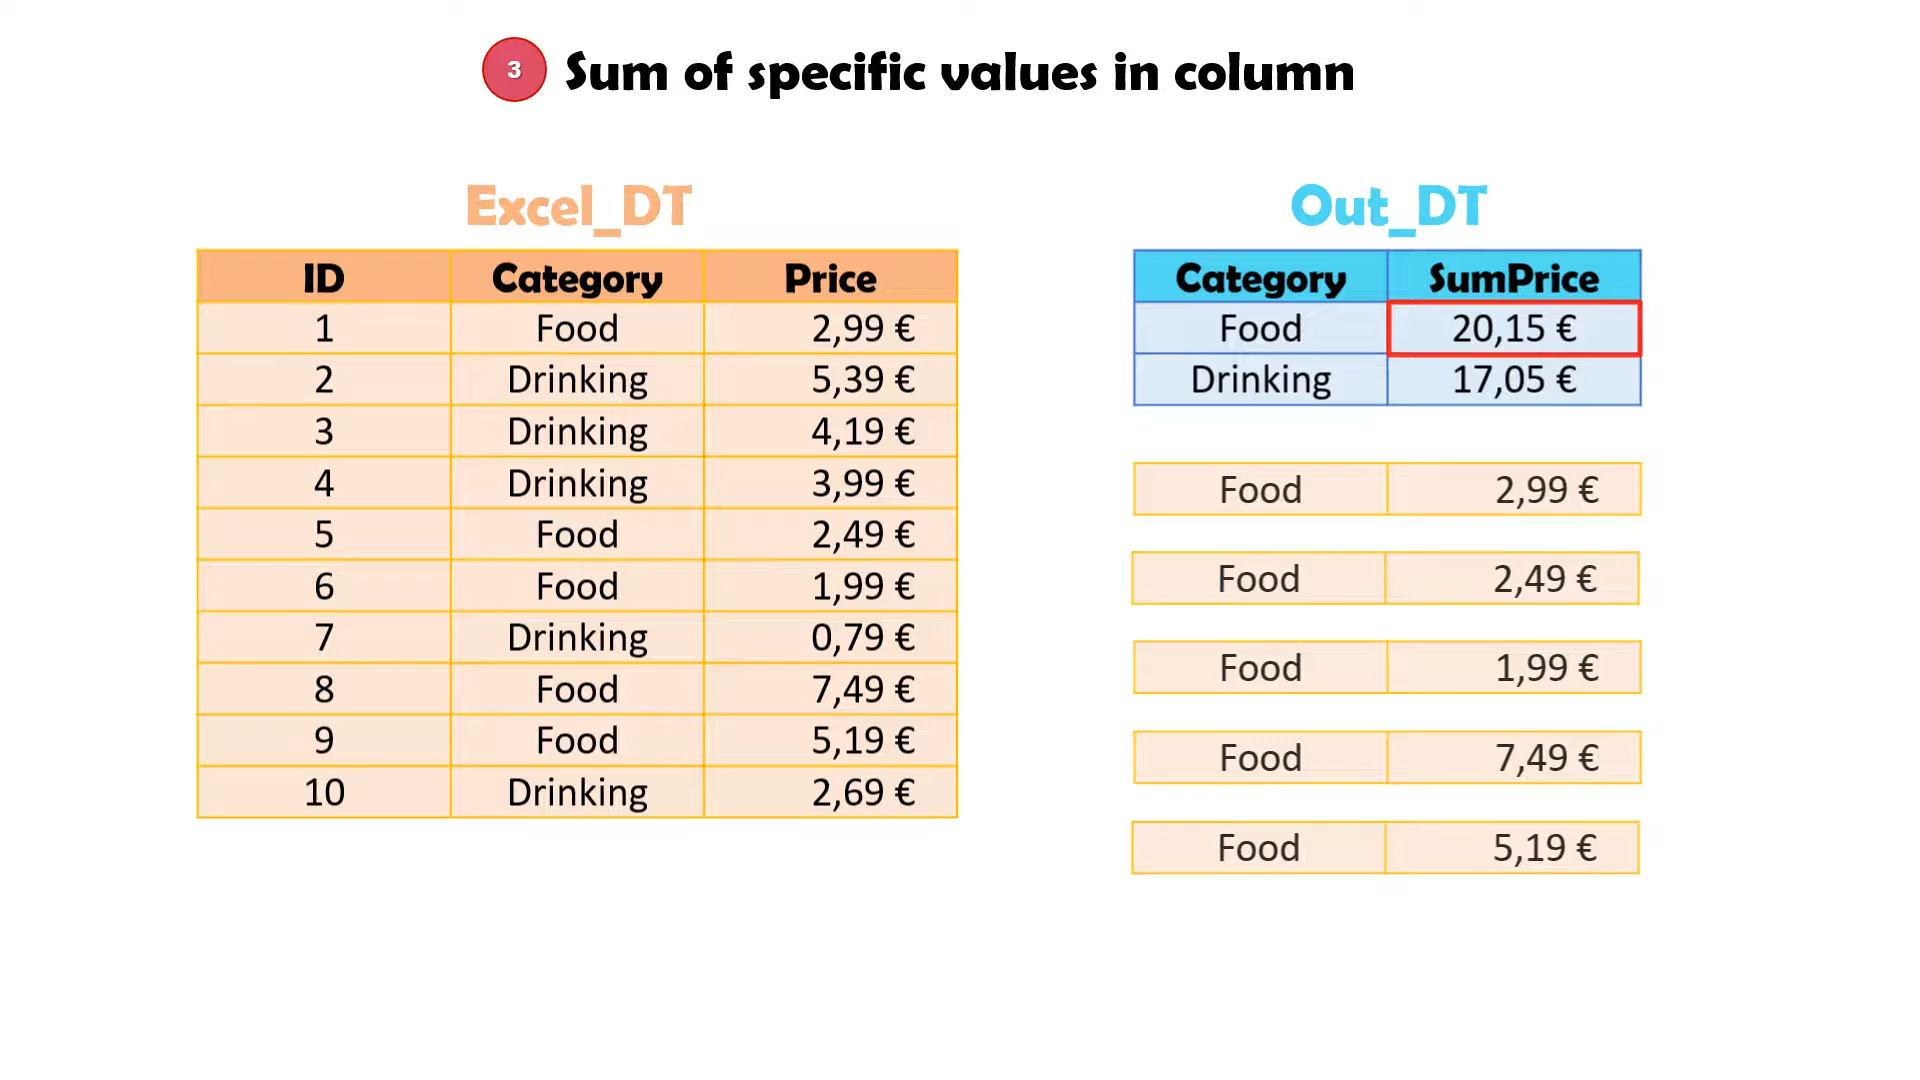 3 Sum of specific values in column
Excel_DT
ID Category Price
1 Food 2,99 €
2 Drinking 5,39 €
3 Drinking 4,19 €
4 Drinking 3,99 €
5 Food 2,49 €
6 Food 1,99 €
7 Drinking 0,79 €
8 Food 7,49 €
9 Food 5,19 €
10 Drinking 2,69 €
Out_DT
Category SumPrice
Food 20,15 €
Drinking 17,05 €
Food 2,99 €
Food 2,49 €
Food 1,99 €
Food 7,49 €
Food 5,19 €